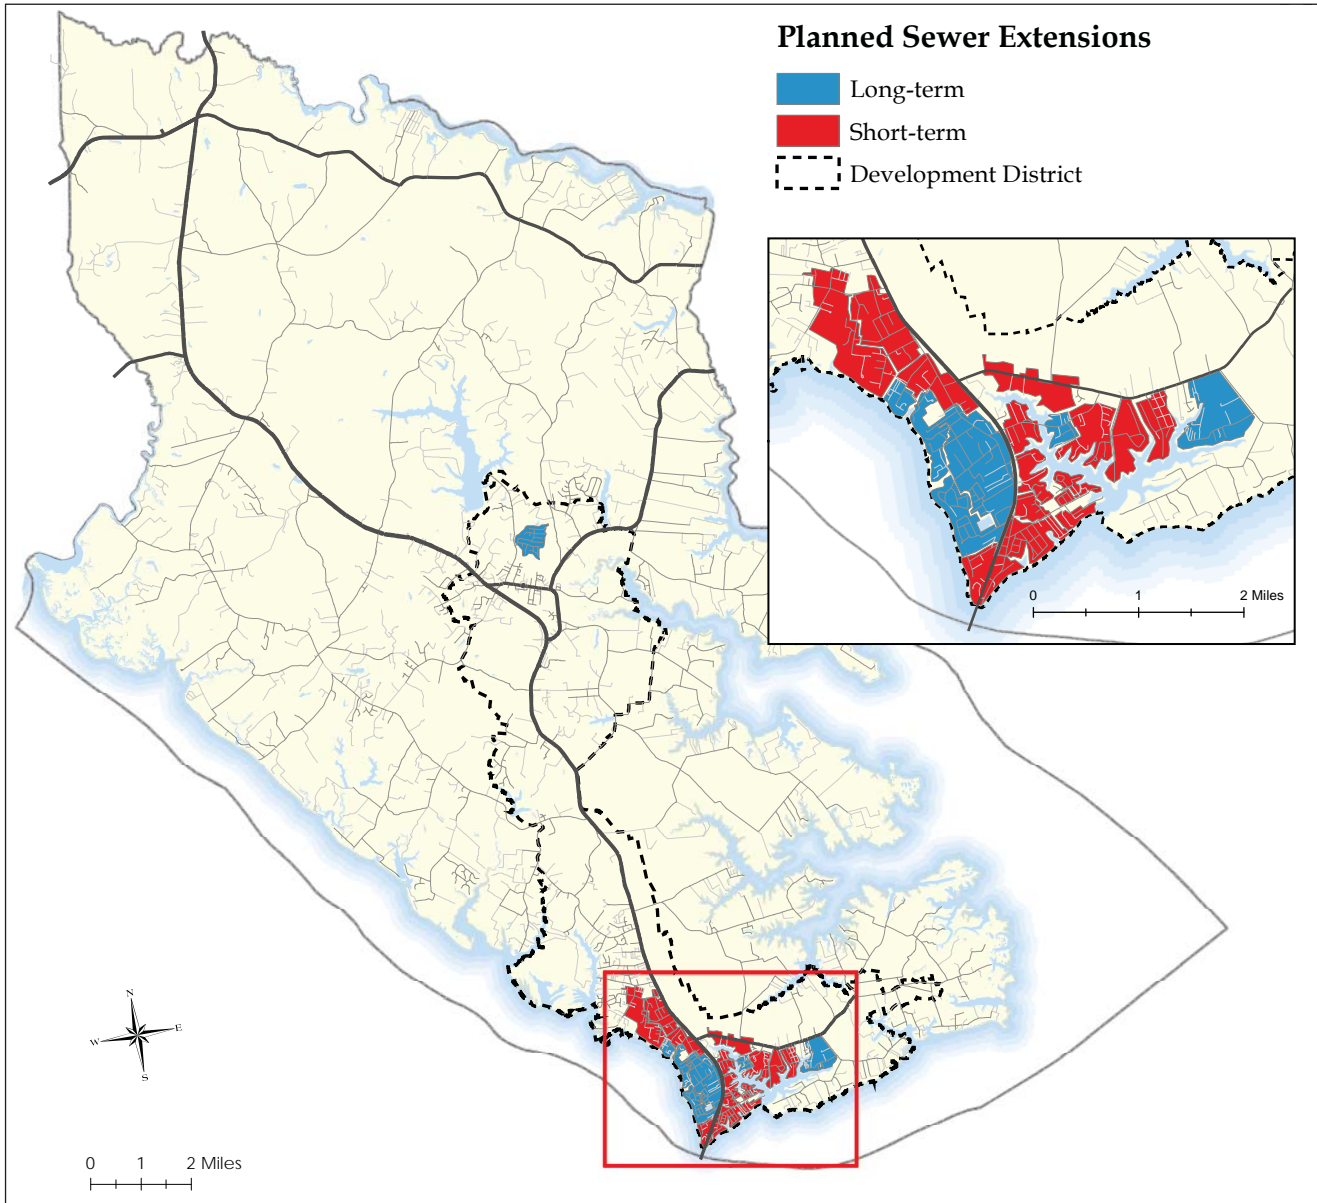 Planned Sewer Extensions
Long-term
Short-term
Development District
0 1 2 Miles
N
W E
S
0 1 2 Miles